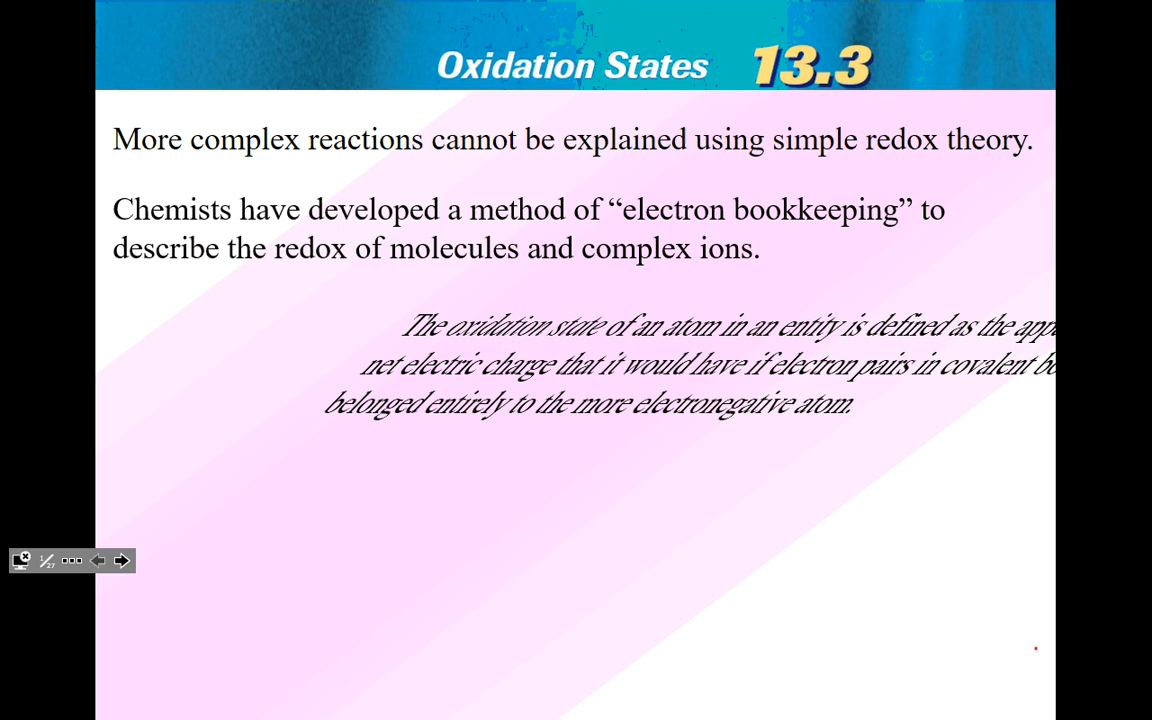 Oxidation States 13.3
More complex reactions cannot be explained using simple redox theory.
Chemists have developed a method of “electron bookkeeping” to
describe the redox of molecules and complex ions.
The oxidation state of an atom in an entity is defined as the
net electric charge that it would have if electron pairs in covalent
belonged entirely to the more electronegative atom.
1/27